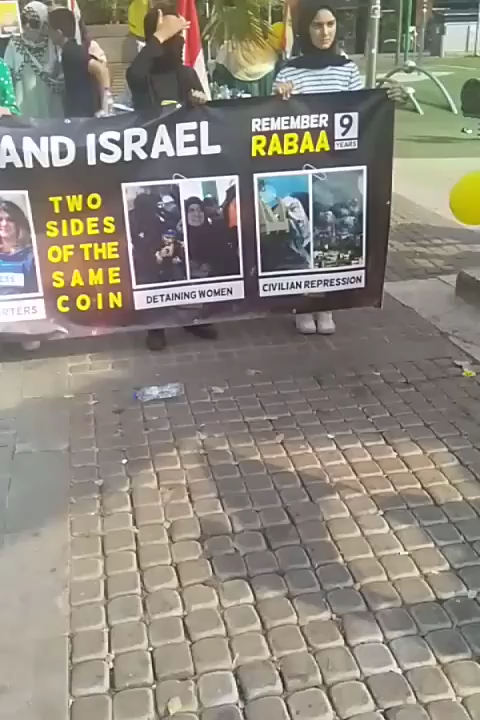 AND ISRAEL
REMEMBER 9
RABAA YEARS
TWO
SIDES
OF THE
SAME
COIN
RTERS
DETAINING WOMEN
CIVILIAN REPRESSION